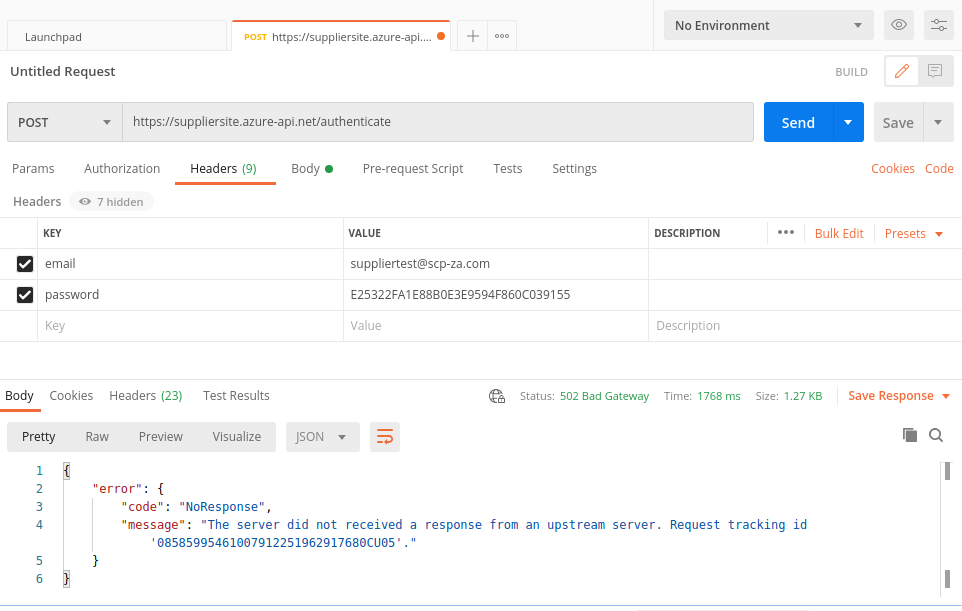 Launchpad
POST https://suppliersite.azure-api....
No Environment
Untitled Request
BUILD
POST
https://suppliersite.azure-api.net/authenticate
Send
Save
Params
Authorization
Headers (9)
Body
Pre-request Script
Tests
Settings
Cookies
Code
Headers
7 hidden
KEY
VALUE
DESCRIPTION
Bulk Edit
Presets
email
suppliertest@scp-za.com
password
E25322FA1E88B0E3E9594F860C039155
Key
Value
Description
Body
Cookies
Headers (23)
Test Results
Status: 502 Bad Gateway
Time: 1768 ms
Size: 1.27 KB
Save Response
Pretty
Raw
Preview
Visualize
JSON
1 {
2 "error": {
3 "code": "NoResponse",
4 "message": "The server did not received a response from an upstream server. Request tracking id
'08585995461007912251962917680CU05'."
5 }
6 }